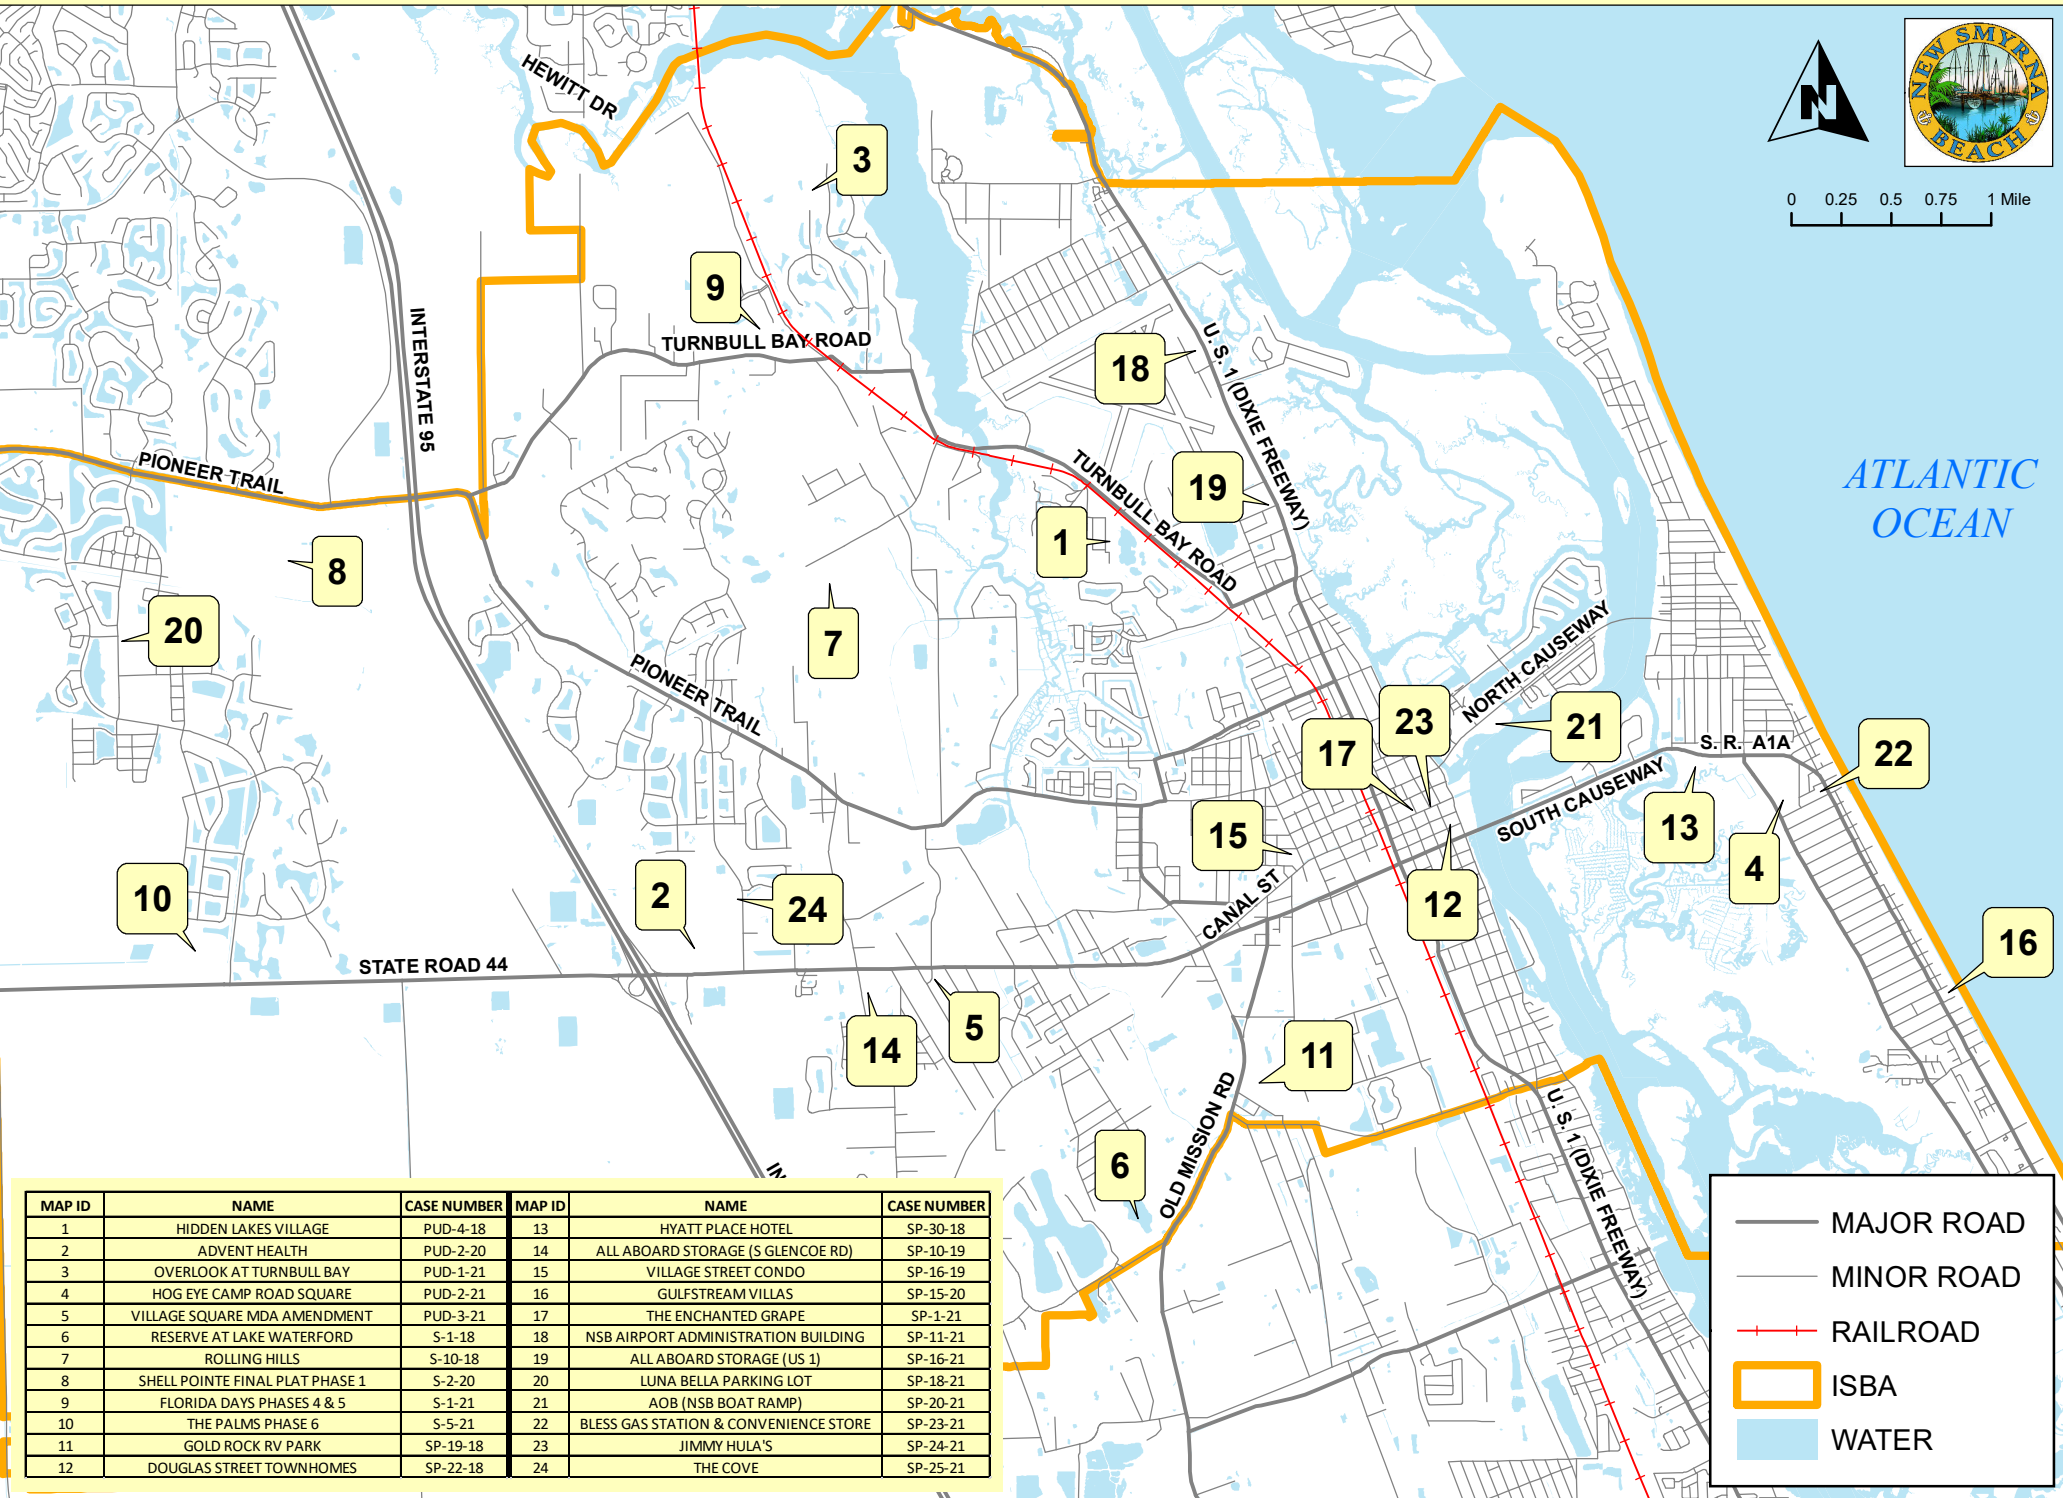 HEWITT DR
NEW SMYRNA
BEACH
N
0 0.25 0.5 0.75 1 Mile
3
9
INTERSTATE 95
TURNBULL BAY ROAD
U. S. 1 (DIXIE FREEWAY)
18
PIONEER TRAIL
TURNBULL BAY ROAD
19
ATLANTIC
OCEAN
1
8
20
7
PIONEER TRAIL
NORTH CAUSEWAY
23
21
17
S. R. A1A
22
SOUTH CAUSEWAY
13
15
4
10
2
24
CANAL ST
12
16
STATE ROAD 44
5
14
11
OLD MISSION RD
U. S. 1 (DIXIE FREEWAY)
6
IN
MAP ID NAME CASE NUMBER MAP ID NAME CASE NUMBER
1 HIDDEN LAKES VILLAGE PUD-4-18 13 HYATT PLACE HOTEL SP-30-18
2 ADVENT HEALTH PUD-2-20 14 ALL ABOARD STORAGE (S GLENCOE RD) SP-10-19
3 OVERLOOK AT TURNBULL BAY PUD-1-21 15 VILLAGE STREET CONDO SP-16-19
4 HOG EYE CAMP ROAD SQUARE PUD-2-21 16 GULFSTREAM VILLAS SP-15-20
5 VILLAGE SQUARE MDA AMENDMENT PUD-3-21 17 THE ENCHANTED GRAPE SP-1-21
6 RESERVE AT LAKE WATERFORD S-1-18 18 NSB AIRPORT ADMINISTRATION BUILDING SP-11-21
7 ROLLING HILLS S-10-18 19 ALL ABOARD STORAGE (US 1) SP-16-21
8 SHELL POINTE FINAL PLAT PHASE 1 S-2-20 20 LUNA BELLA PARKING LOT SP-18-21
9 FLORIDA DAYS PHASES 4 & 5 S-1-21 21 AOB (NSB BOAT RAMP) SP-20-21
10 THE PALMS PHASE 6 S-5-21 22 BLESS GAS STATION & CONVENIENCE STORE SP-23-21
11 GOLD ROCK RV PARK SP-19-18 23 JIMMY HULA'S SP-24-21
12 DOUGLAS STREET TOWNHOMES SP-22-18 24 THE COVE SP-25-21
MAJOR ROAD
MINOR ROAD
RAILROAD
ISBA
WATER